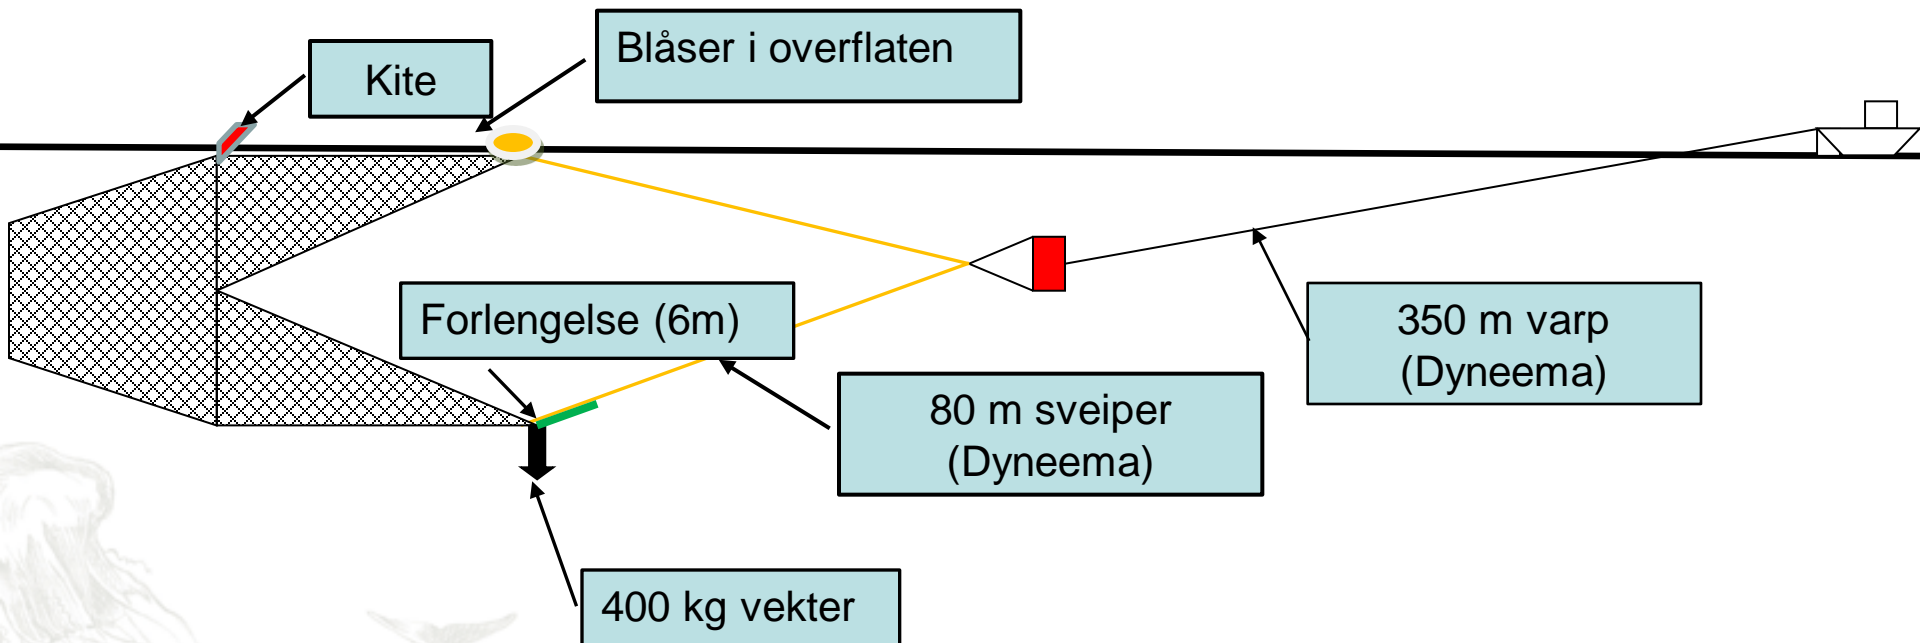 Blåser i overflaten
Kite
Forlengelse (6m)
350 m varp
(Dyneema)
80 m sveiper
(Dyneema)
400 kg vekter